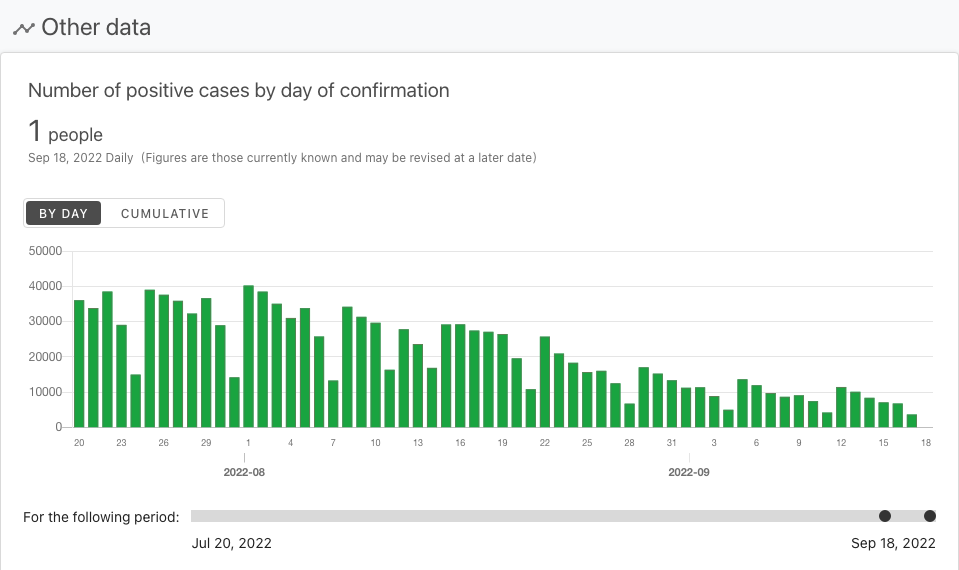 Other data
Number of positive cases by day of confirmation
1 people
Sep 18, 2022 Daily (Figures are those currently known and may be revised at a later date)
BY DAY CUMULATIVE
50000
40000
30000
20000
10000
0
20 23 26 29 1 4 7 10 13 16 19 22 25 28 31 3 6 9 12 15 18
2022-08 2022-09
For the following period:
Jul 20, 2022 Sep 18, 2022